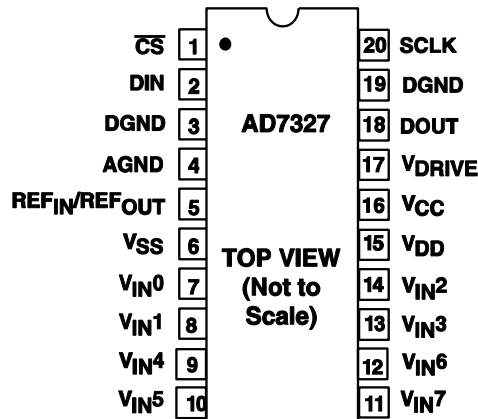 C̅S̅ 1 20 SCLK
DIN 2 19 DGND
DGND 3 AD7327 18 DOUT
AGND 4 17 VDRIVE
REFIN/REFOUT 5 16 VCC
VSS 6 15 VDD
TOP VIEW
VIN0 7 (Not to 14 VIN2
VIN1 8 Scale) 13 VIN3
VIN4 9 12 VIN6
VIN5 10 11 VIN7